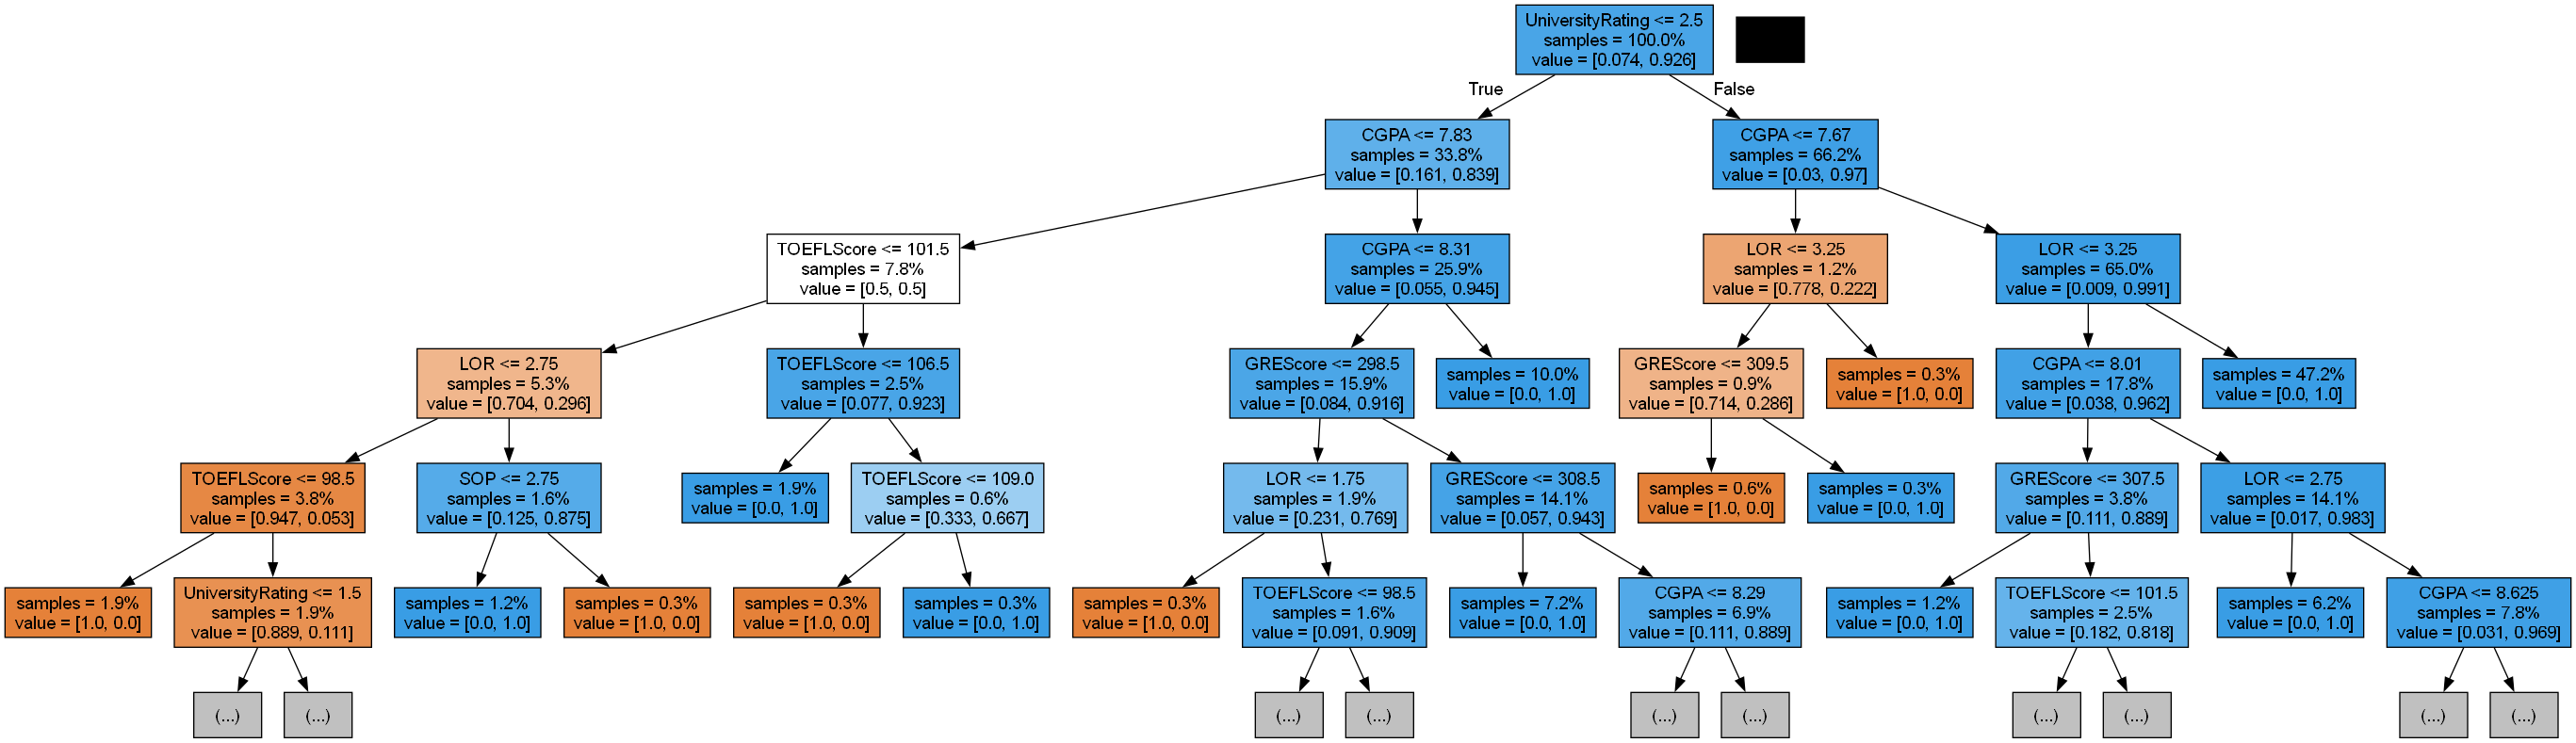 UniversityRating <= 2.5
samples = 100.0%
value = [0.074, 0.926]
True
False
CGPA <= 7.83
samples = 33.8%
value = [0.161, 0.839]
CGPA <= 7.67
samples = 66.2%
value = [0.03, 0.97]
TOEFLScore <= 101.5
samples = 7.8%
value = [0.5, 0.5]
CGPA <= 8.31
samples = 25.9%
value = [0.055, 0.945]
LOR <= 3.25
samples = 1.2%
value = [0.778, 0.222]
LOR <= 3.25
samples = 65.0%
value = [0.009, 0.991]
LOR <= 2.75
samples = 5.3%
value = [0.704, 0.296]
TOEFLScore <= 106.5
samples = 2.5%
value = [0.077, 0.923]
GREScore <= 298.5
samples = 15.9%
value = [0.084, 0.916]
samples = 10.0%
value = [0.0, 1.0]
GREScore <= 309.5
samples = 0.9%
value = [0.714, 0.286]
samples = 0.3%
value = [1.0, 0.0]
CGPA <= 8.01
samples = 17.8%
value = [0.038, 0.962]
samples = 47.2%
value = [0.0, 1.0]
TOEFLScore <= 98.5
samples = 3.8%
value = [0.947, 0.053]
SOP <= 2.75
samples = 1.6%
value = [0.125, 0.875]
samples = 1.9%
value = [0.0, 1.0]
TOEFLScore <= 109.0
samples = 0.6%
value = [0.333, 0.667]
LOR <= 1.75
samples = 1.9%
value = [0.231, 0.769]
GREScore <= 308.5
samples = 14.1%
value = [0.057, 0.943]
samples = 0.6%
value = [1.0, 0.0]
samples = 0.3%
value = [0.0, 1.0]
GREScore <= 307.5
samples = 3.8%
value = [0.111, 0.889]
LOR <= 2.75
samples = 14.1%
value = [0.017, 0.983]
samples = 1.9%
value = [1.0, 0.0]
UniversityRating <= 1.5
samples = 1.9%
value = [0.889, 0.111]
samples = 1.2%
value = [0.0, 1.0]
samples = 0.3%
value = [1.0, 0.0]
samples = 0.3%
value = [1.0, 0.0]
samples = 0.3%
value = [0.0, 1.0]
samples = 0.3%
value = [1.0, 0.0]
TOEFLScore <= 98.5
samples = 1.6%
value = [0.091, 0.909]
samples = 7.2%
value = [0.0, 1.0]
CGPA <= 8.29
samples = 6.9%
value = [0.111, 0.889]
samples = 1.2%
value = [0.0, 1.0]
TOEFLScore <= 101.5
samples = 2.5%
value = [0.182, 0.818]
samples = 6.2%
value = [0.0, 1.0]
CGPA <= 8.625
samples = 7.8%
value = [0.031, 0.969]
(...)
(...)
(...)
(...)
(...)
(...)
(...)
(...)
(...)
(...)